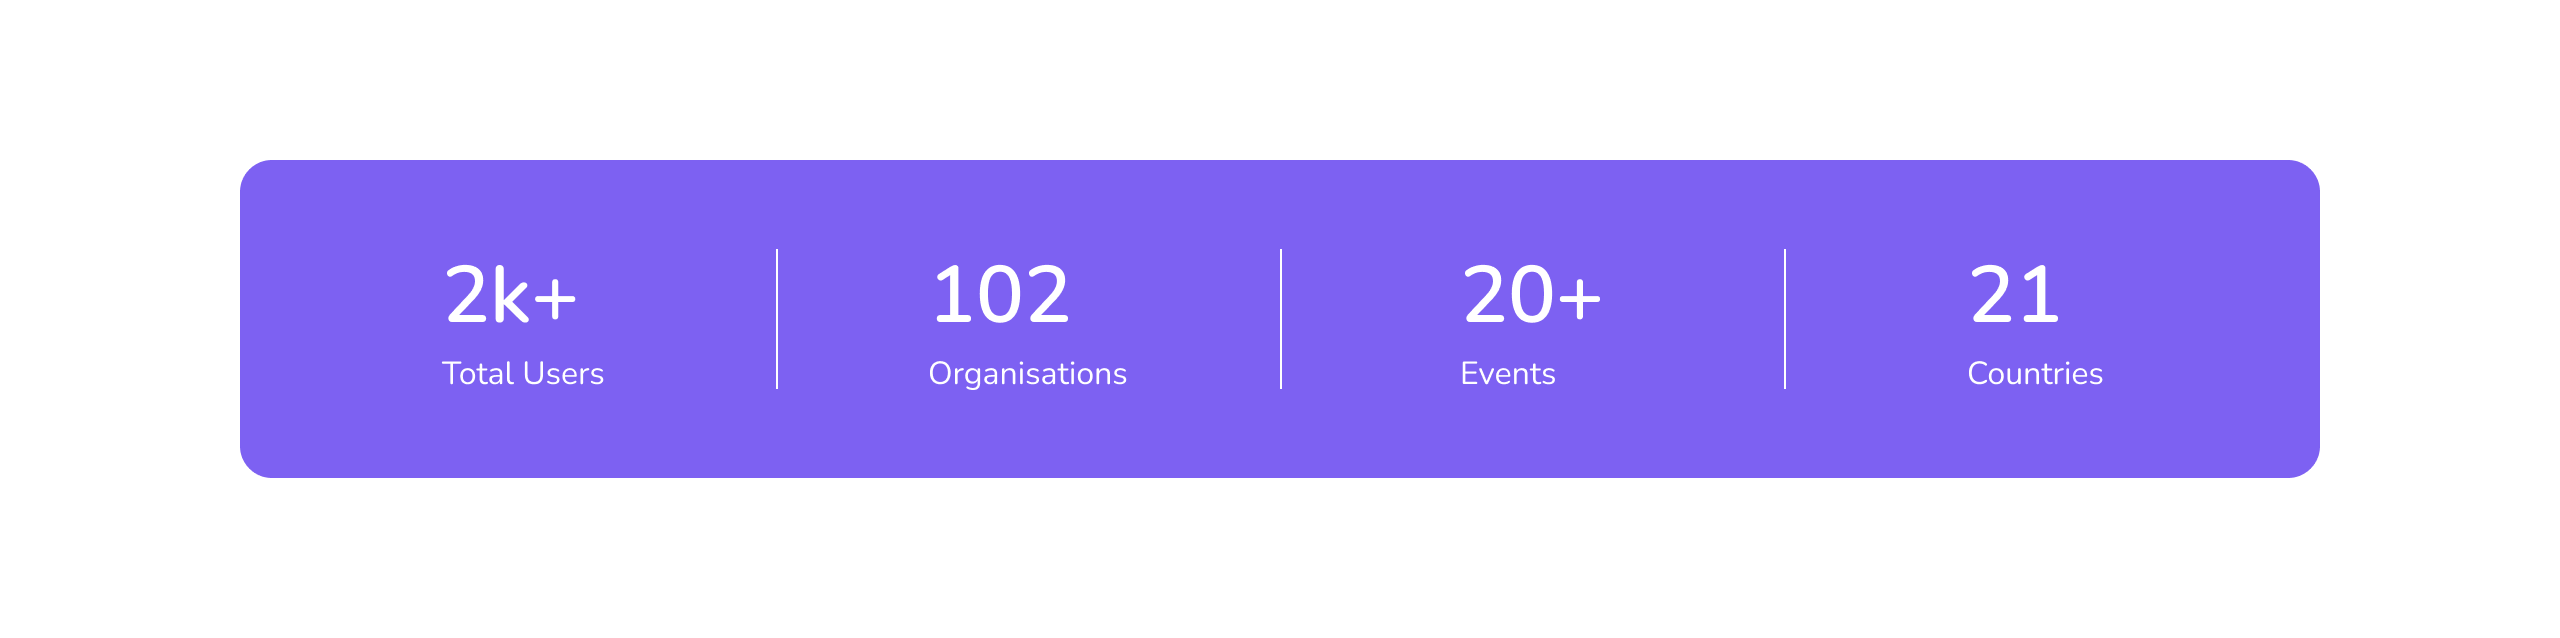 2k+
Total Users
102
Organisations
20+
Events
21
Countries